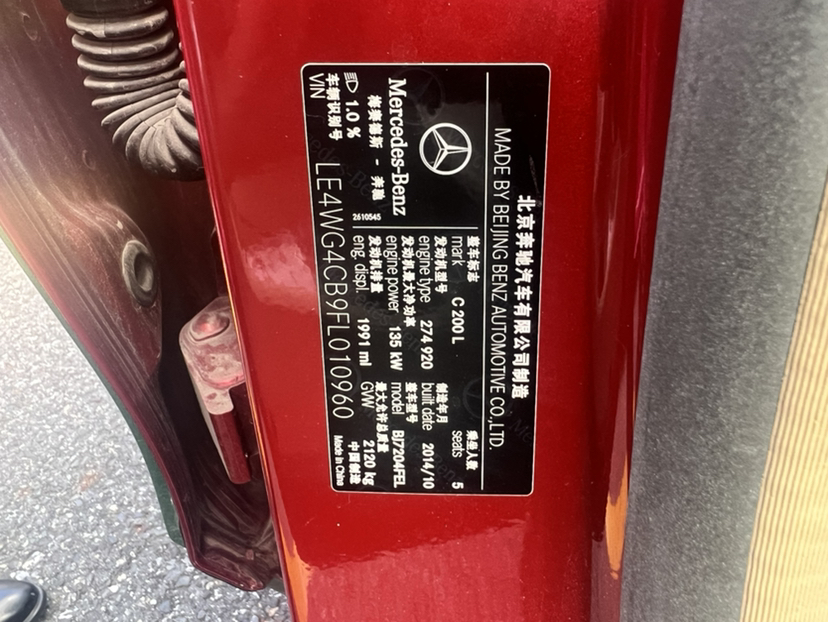 北京奔驰汽车有限公司制造
MADE BY BEIJING BENZ AUTOMOTIVE CO.,LTD.
Mercedes-Benz
梅赛德斯 - 奔驰
1.0 %
2610545
整车标志
mark C 200 L
乘坐人数
seats 5
发动机型号
engine type 274 920
制造年月
built date 2014/10
发动机最大净功率
engine power 135 kW
整车型号
model BJ7204FEL
发动机排量
eng. displ. 1991 ml
最大允许总质量
GVW 2120 kg
车辆识别号
VIN LE4WG4CB9FL010960
中国制造
Made in China